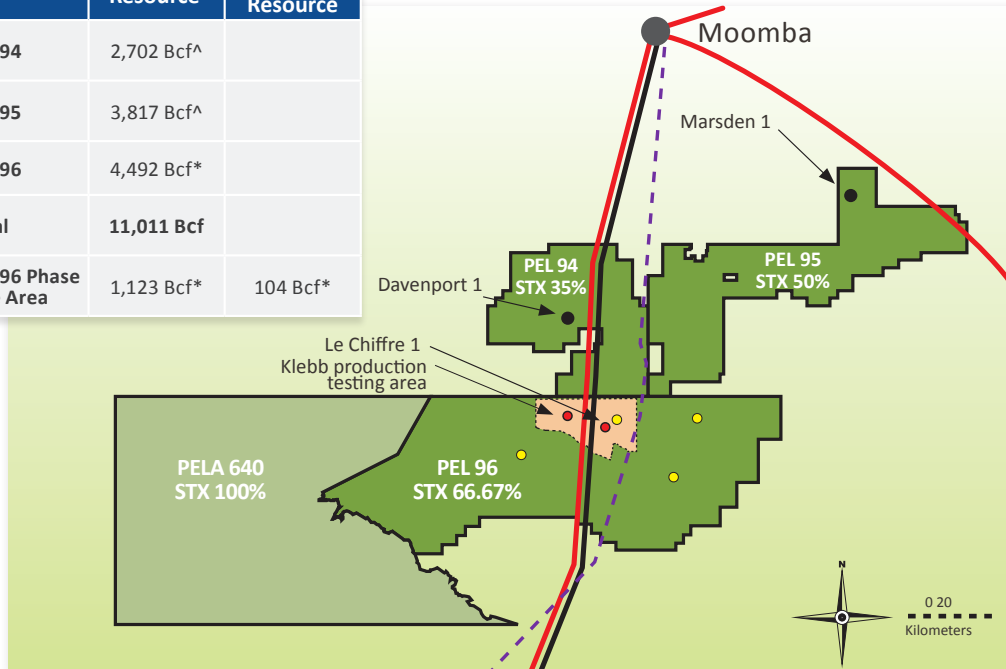 Resource
Resource
94
2,702 Bcf^
95
3,817 Bcf^
96
4,492 Bcf*
11,011 Bcf
96 Phase
Area
1,123 Bcf*
104 Bcf*
Moomba
Marsden 1
PEL 94
STX 35%
PEL 95
STX 50%
Davenport 1
Le Chiffre 1
Klebb production
testing area
PELA 640
STX 100%
PEL 96
STX 66.67%
N
0 20
Kilometers